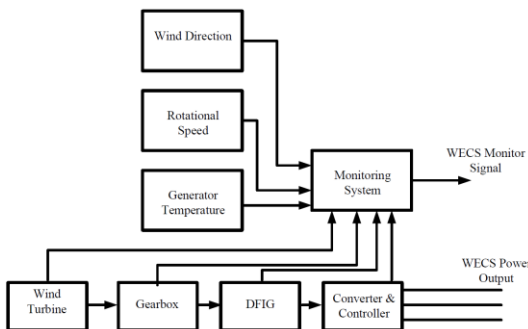 Wind Direction
Rotational
Speed
Generator
Temperature
Monitoring
System
WECS Monitor
Signal
WECS Power
Output
Wind
Turbine
Gearbox
DFIG
Converter &
Controller